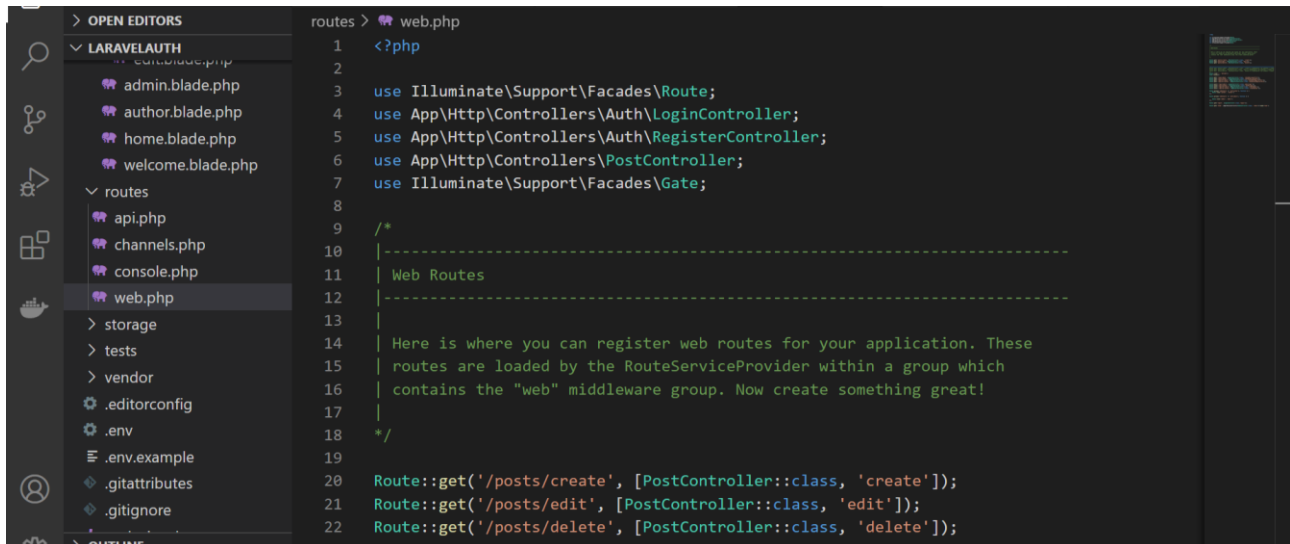 OPEN EDITORS
LARAVELAUTH
edit.blade.php
admin.blade.php
author.blade.php
home.blade.php
welcome.blade.php
routes
api.php
channels.php
console.php
web.php
storage
tests
vendor
.editorconfig
.env
.env.example
.gitattributes
.gitignore
OUTLINE
routes > web.php
1 <?php
2
3 use Illuminate\Support\Facades\Route;
4 use App\Http\Controllers\Auth\LoginController;
5 use App\Http\Controllers\Auth\RegisterController;
6 use App\Http\Controllers\PostController;
7 use Illuminate\Support\Facades\Gate;
8
9 /*
10 |--------------------------------------------------------------------------
11 | Web Routes
12 |--------------------------------------------------------------------------
13 |
14 | Here is where you can register web routes for your application. These
15 | routes are loaded by the RouteServiceProvider within a group which
16 | contains the "web" middleware group. Now create something great!
17 |
18 */
19
20 Route::get('/posts/create', [PostController::class, 'create']);
21 Route::get('/posts/edit', [PostController::class, 'edit']);
22 Route::get('/posts/delete', [PostController::class, 'delete']);